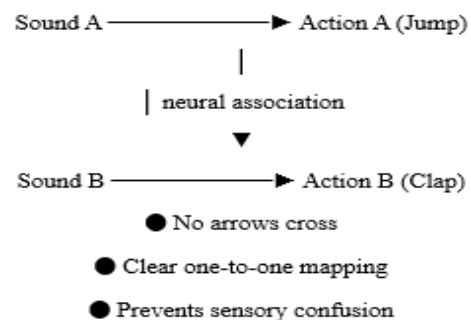 Sound A Action A (Jump)
neural association
Sound B Action B (Clap)
● No arrows cross
● Clear one-to-one mapping
● Prevents sensory confusion